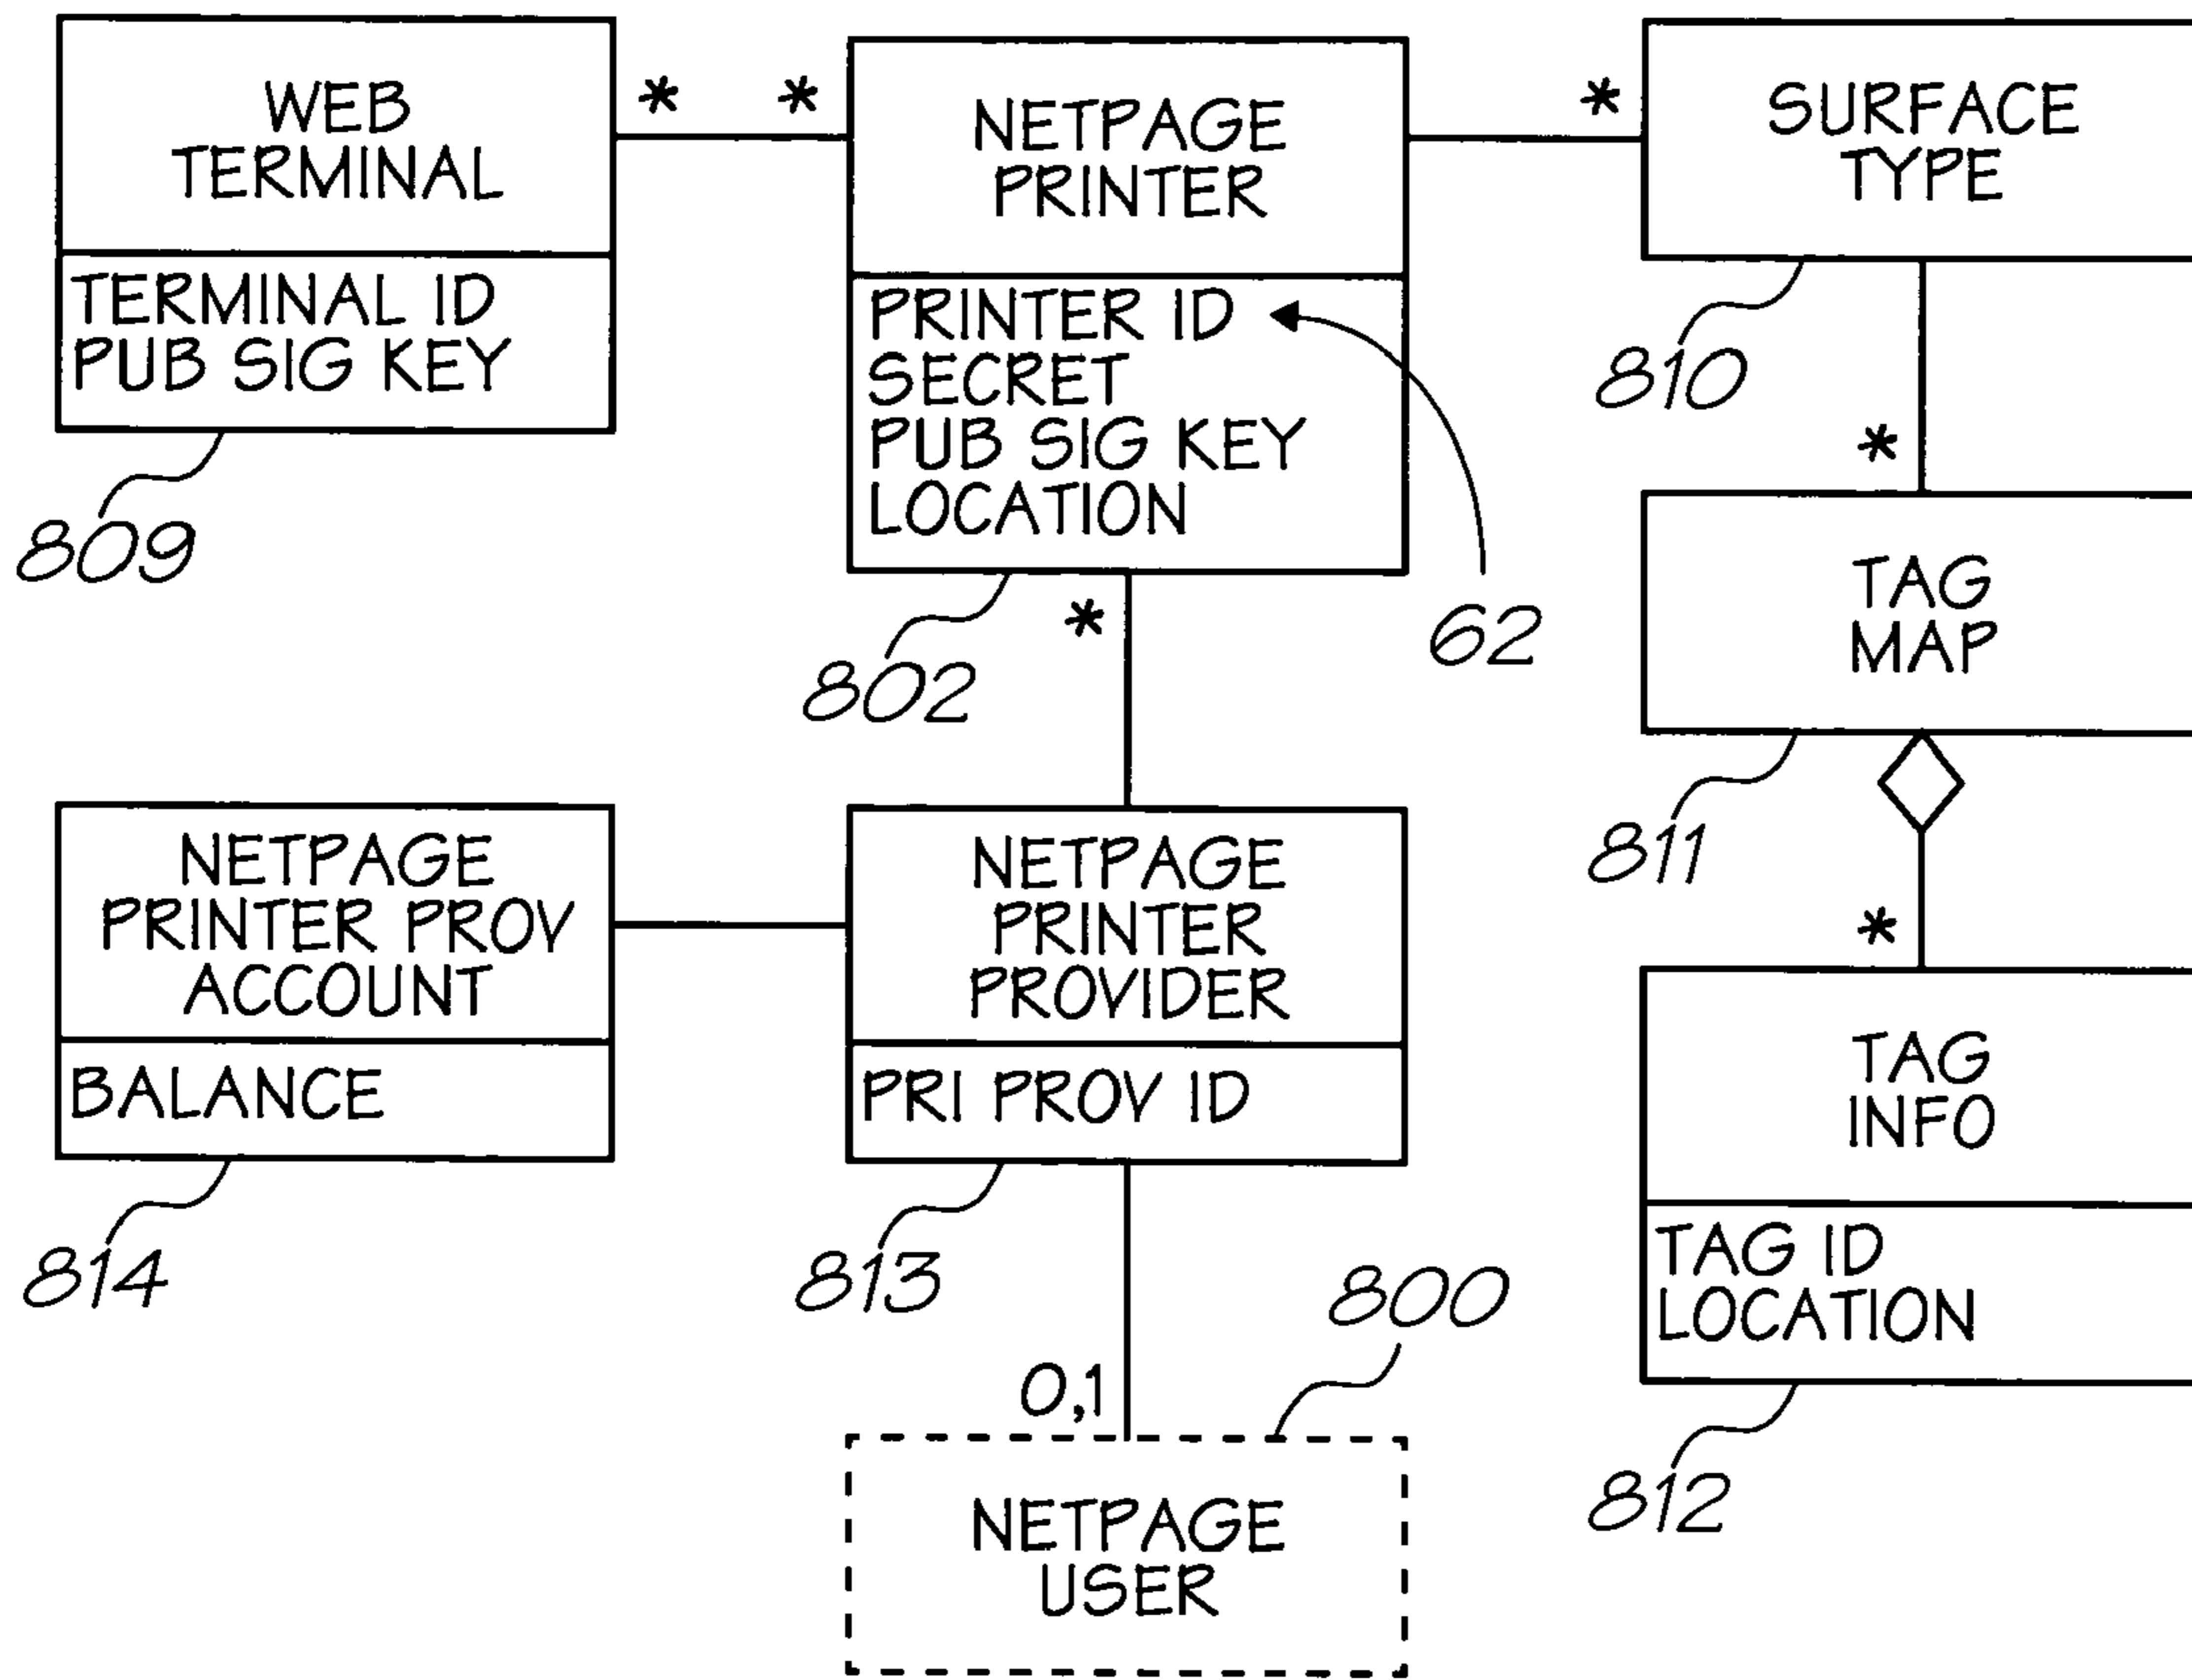 WEB
TERMINAL
TERMINAL ID
PUB SIG KEY
809
*
*
NETPAGE
PRINTER
PRINTER ID
SECRET
PUB SIG KEY
LOCATION
62
802
*
*
SURFACE
TYPE
810
*
TAG
MAP
811
*
TAG
INFO
TAG ID
LOCATION
812
NETPAGE
PRINTER PROV
ACCOUNT
BALANCE
814
NETPAGE
PRINTER
PROVIDER
PRI PROV ID
813
800
0,1
NETPAGE
USER